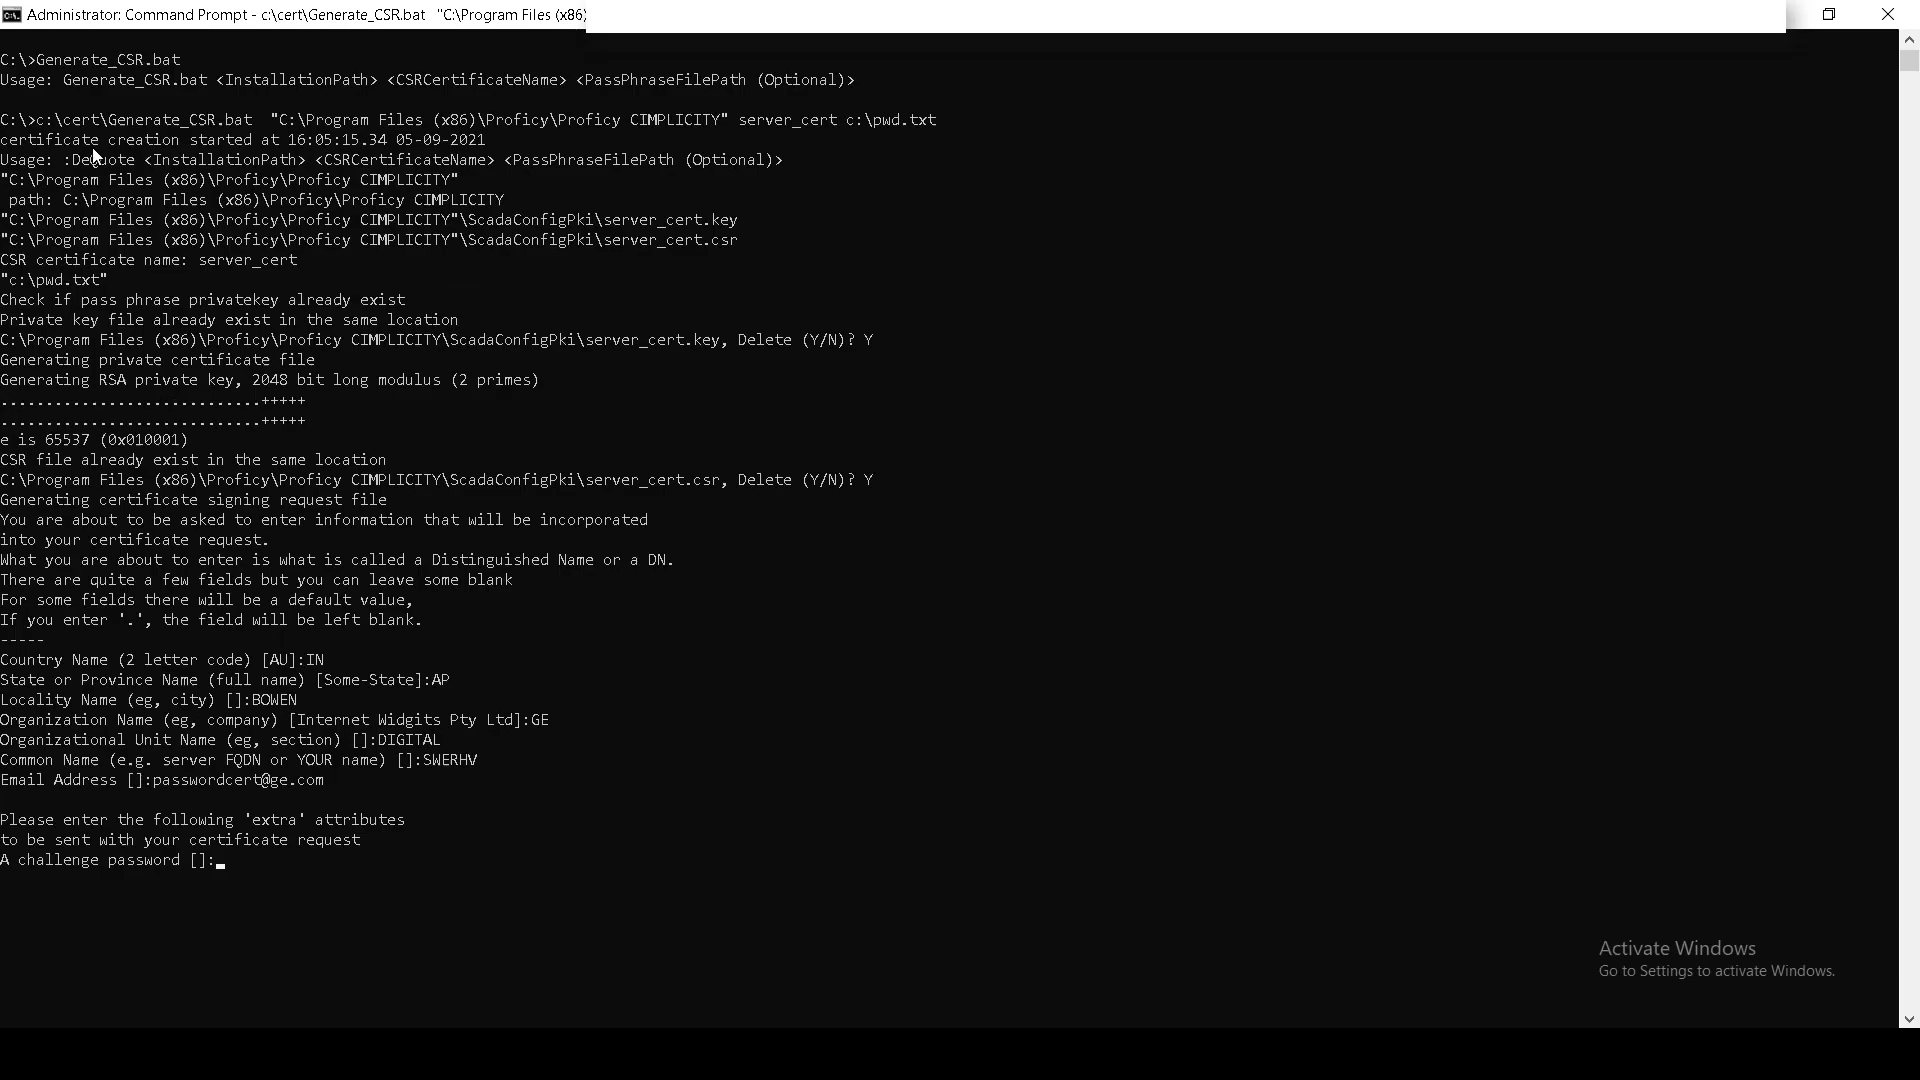 Administrator: Command Prompt - c:\cert\Generate_CSR.bat "C:\Program Files (x86)
C:\>Generate_CSR.bat
Usage: Generate_CSR.bat <InstallationPath> <CSRCertificateName> <PassPhraseFilePath (Optional)>
C:\>c:\cert\Generate_CSR.bat  "C:\Program Files (x86)\Proficy\Proficy CIMPLICITY" server_cert c:\pwd.txt
certificate creation started at 16:05:15.34 05-09-2021
Usage: :DeQuote <InstallationPath> <CSRCertificateName> <PassPhraseFilePath (Optional)>
"C:\Program Files (x86)\Proficy\Proficy CIMPLICITY"
path: C:\Program Files (x86)\Proficy\Proficy CIMPLICITY
"C:\Program Files (x86)\Proficy\Proficy CIMPLICITY"\ScadaConfigPki\server_cert.key
"C:\Program Files (x86)\Proficy\Proficy CIMPLICITY"\ScadaConfigPki\server_cert.csr
CSR certificate name: server_cert
"c:\pwd.txt"
Check if pass phrase privatekey already exist
Private key file already exist in the same location
C:\Program Files (x86)\Proficy\Proficy CIMPLICITY\ScadaConfigPki\server_cert.key, Delete (Y/N)? Y
Generating private certificate file
Generating RSA private key, 2048 bit long modulus (2 primes)
.............................+++++
.............................+++++
e is 65537 (0x010001)
CSR file already exist in the same location
C:\Program Files (x86)\Proficy\Proficy CIMPLICITY\ScadaConfigPki\server_cert.csr, Delete (Y/N)? Y
Generating certificate signing request file
You are about to be asked to enter information that will be incorporated
into your certificate request.
What you are about to enter is what is called a Distinguished Name or a DN.
There are quite a few fields but you can leave some blank
For some fields there will be a default value,
If you enter '.', the field will be left blank.
-----
Country Name (2 letter code) [AU]:IN
State or Province Name (full name) [Some-State]:AP
Locality Name (eg, city) []:BOWEN
Organization Name (eg, company) [Internet Widgits Pty Ltd]:GE
Organizational Unit Name (eg, section) []:DIGITAL
Common Name (e.g. server FQDN or YOUR name) []:SWERHV
Email Address []:passwordcert@ge.com
Please enter the following 'extra' attributes
to be sent with your certificate request
A challenge password []:
Activate Windows
Go to Settings to activate Windows.